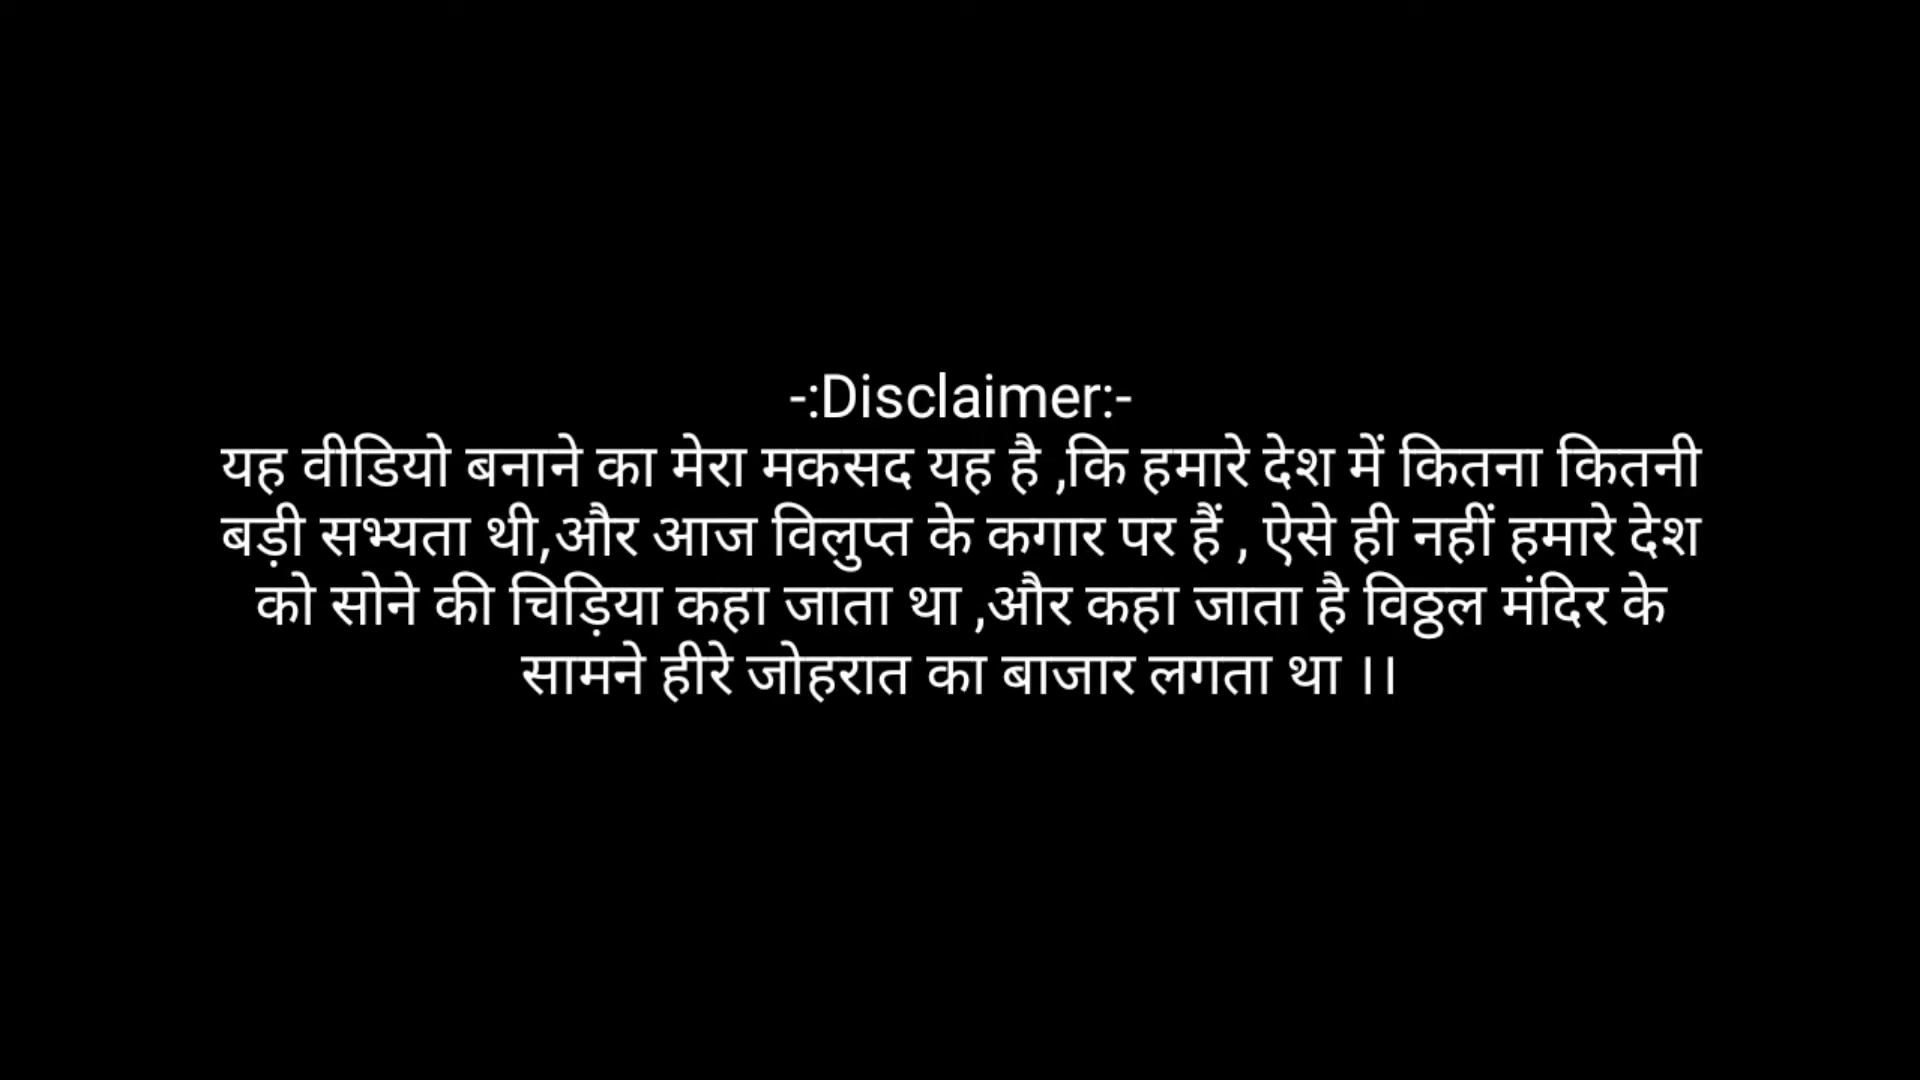 -:Disclaimer:-
यह वीडियो बनाने का मेरा मकसद यह है ,कि हमारे देश में कितना कितनी
बड़ी सभ्यता थी,और आज विलुप्त के कगार पर हैं , ऐसे ही नहीं हमारे देश
को सोने की चिड़िया कहा जाता था ,और कहा जाता है विठ्ठल मंदिर के
सामने हीरे जोहरात का बाजार लगता था ।।